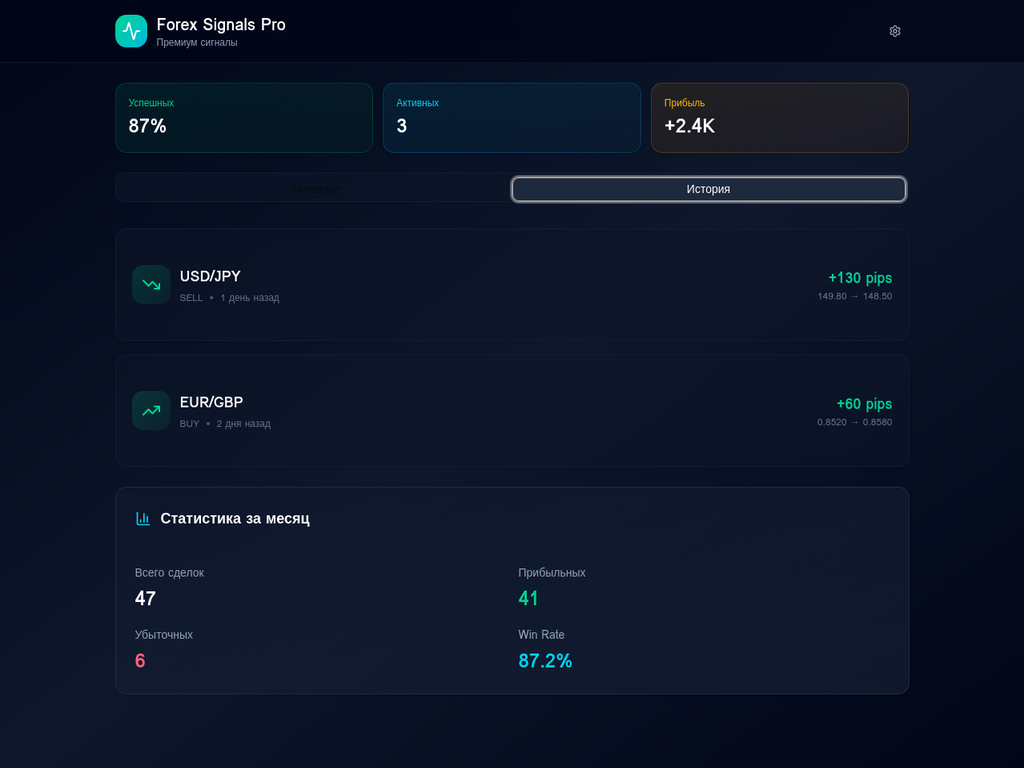 Forex Signals Pro
Премиум сигналы
Успешных
87%
Активных
3
Прибыль
+2.4K
Активные
История
USD/JPY
SELL • 1 день назад
+130 pips
149.80 → 148.50
EUR/GBP
BUY • 2 дня назад
+60 pips
0.8520 → 0.8580
Статистика за месяц
Всего сделок
47
Прибыльных
41
Убыточных
6
Win Rate
87.2%